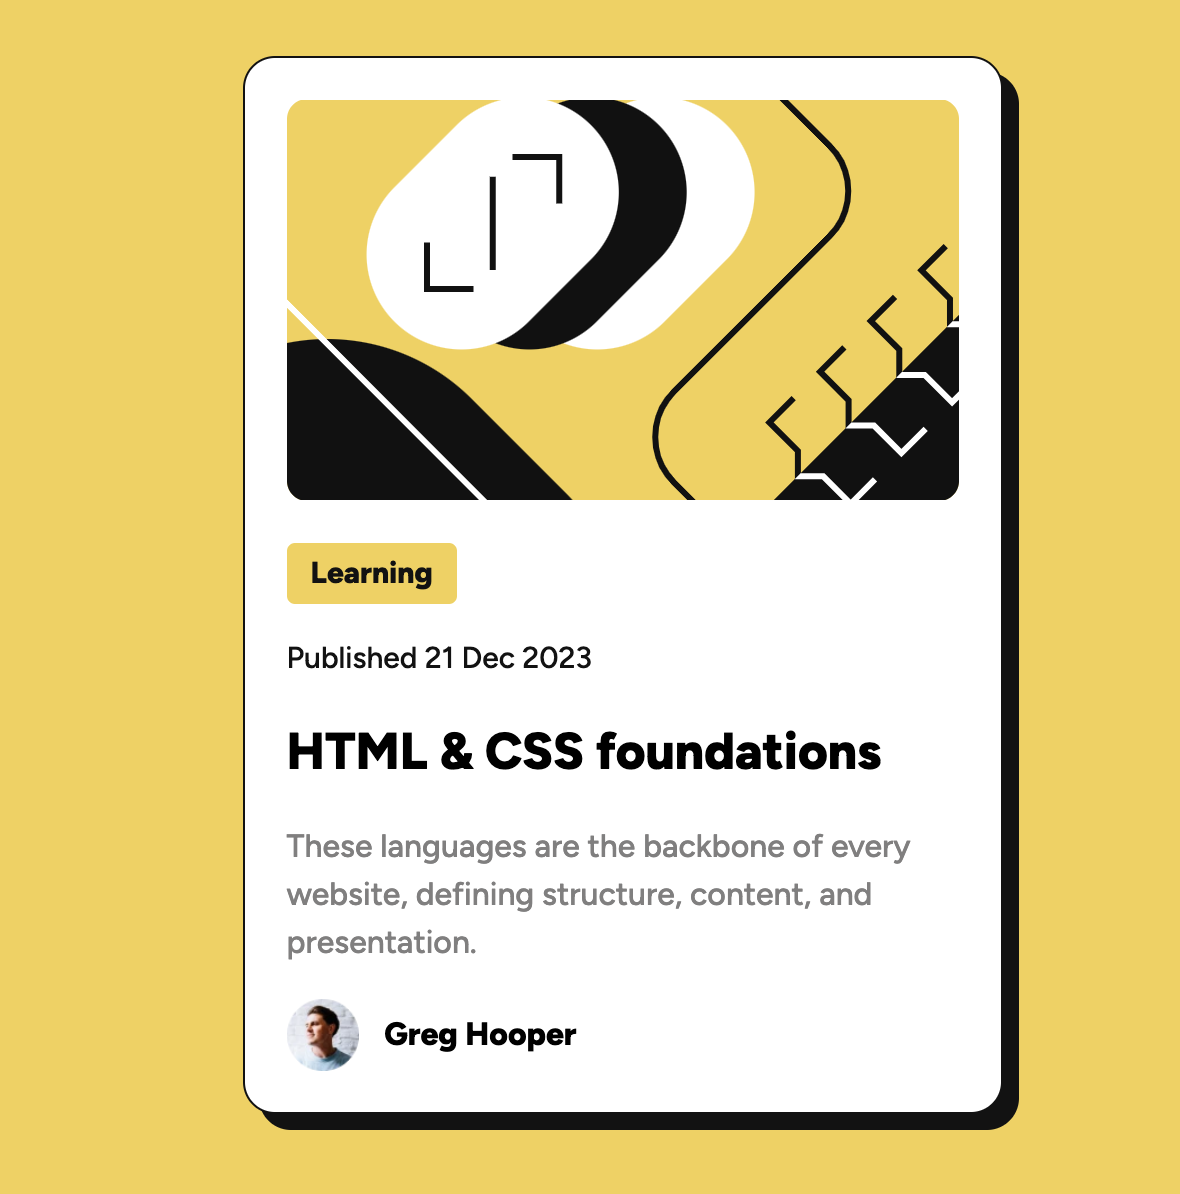 Learning
Published 21 Dec 2023
HTML & CSS foundations
These languages are the backbone of every
website, defining structure, content, and
presentation.
Greg Hooper